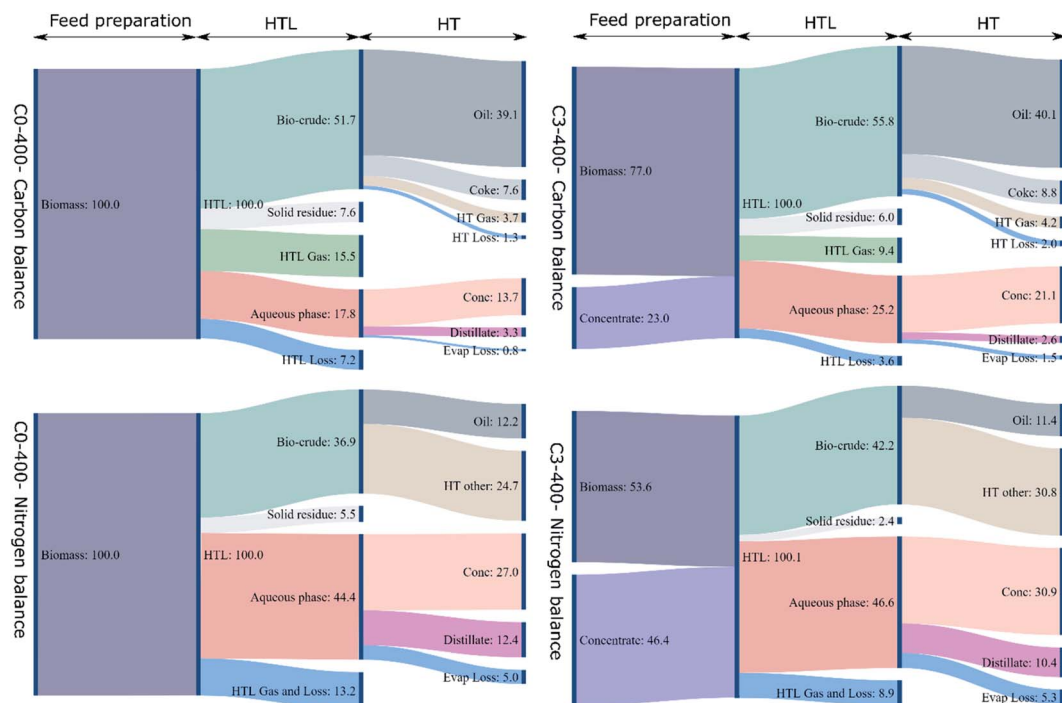 Feed preparation HTL HT
C0-400- Carbon balance
Biomass: 100.0
HTL: 100.0
Bio-crude: 51.7
Solid residue: 7.6
HTL Gas: 15.5
Aqueous phase: 17.8
HTL Loss: 7.2
Oil: 39.1
Coke: 7.6
HT Gas: 3.7
HT Loss: 1.3
Conc: 13.7
Distillate: 3.3
Evap Loss: 0.8
Feed preparation HTL HT
C3-400- Carbon balance
Biomass: 77.0
Concentrate: 23.0
HTL: 100.0
Bio-crude: 55.8
Solid residue: 6.0
HTL Gas: 9.4
Aqueous phase: 25.2
HTL Loss: 3.6
Oil: 40.1
Coke: 8.8
HT Gas: 4.2
HT Loss: 2.0
Conc: 21.1
Distillate: 2.6
Evap Loss: 1.5
C0-400- Nitrogen balance
Biomass: 100.0
HTL: 100.0
Bio-crude: 36.9
Solid residue: 5.5
Aqueous phase: 44.4
HTL Gas and Loss: 13.2
Oil: 12.2
HT other: 24.7
Conc: 27.0
Distillate: 12.4
Evap Loss: 5.0
C3-400- Nitrogen balance
Biomass: 53.6
Concentrate: 46.4
HTL: 100.1
Bio-crude: 42.2
Solid residue: 2.4
Aqueous phase: 46.6
HTL Gas and Loss: 8.9
Oil: 11.4
HT other: 30.8
Conc: 30.9
Distillate: 10.4
Evap Loss: 5.3